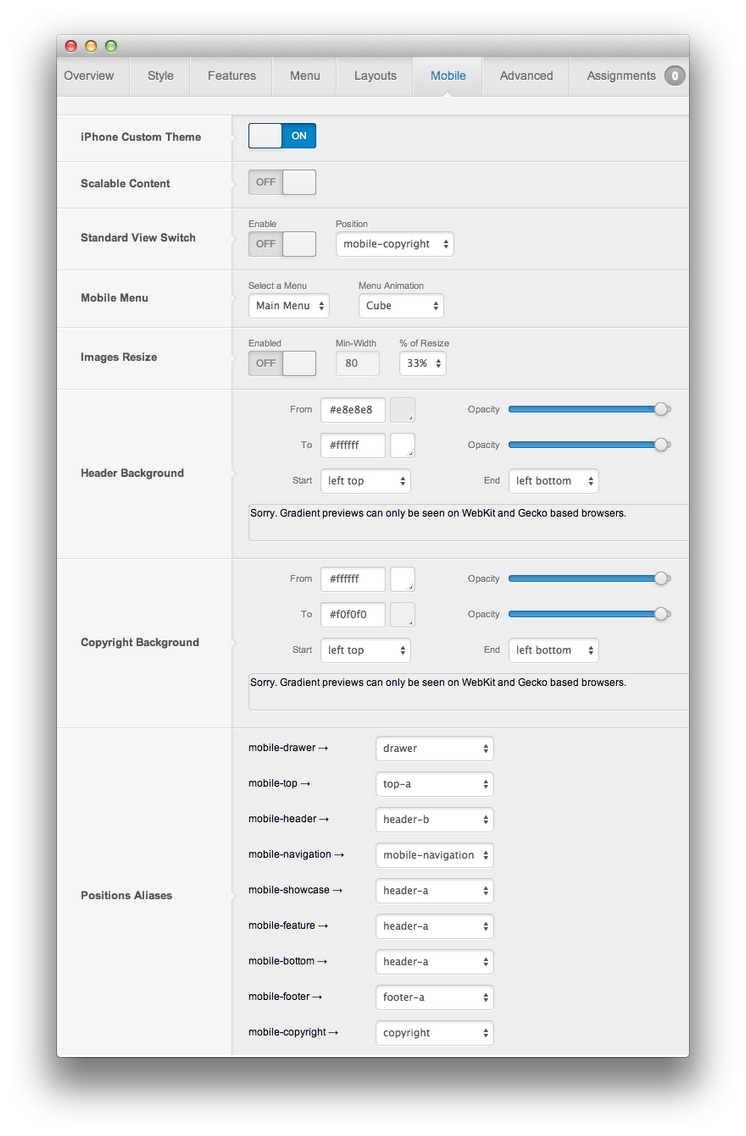 Overview Style Features Menu Layouts Mobile Advanced Assignments 0
iPhone Custom Theme ON
Scalable Content OFF
Enable Position
Standard View Switch OFF mobile-copyright
Select a Menu Menu Animation
Mobile Menu Main Menu Cube
Enabled Min-Width % of Resize
Images Resize OFF 80 33%
From #e8e8e8 Opacity
To #ffffff Opacity
Header Background
Start left top End left bottom
Sorry. Gradient previews can only be seen on WebKit and Gecko based browsers.
From #ffffff Opacity
To #f0f0f0 Opacity
Copyright Background
Start left top End left bottom
Sorry. Gradient previews can only be seen on WebKit and Gecko based browsers.
mobile-drawer → drawer
mobile-top → top-a
mobile-header → header-b
mobile-navigation → mobile-navigation
Positions Aliases
mobile-showcase → header-a
mobile-feature → header-a
mobile-bottom → header-a
mobile-footer → footer-a
mobile-copyright → copyright